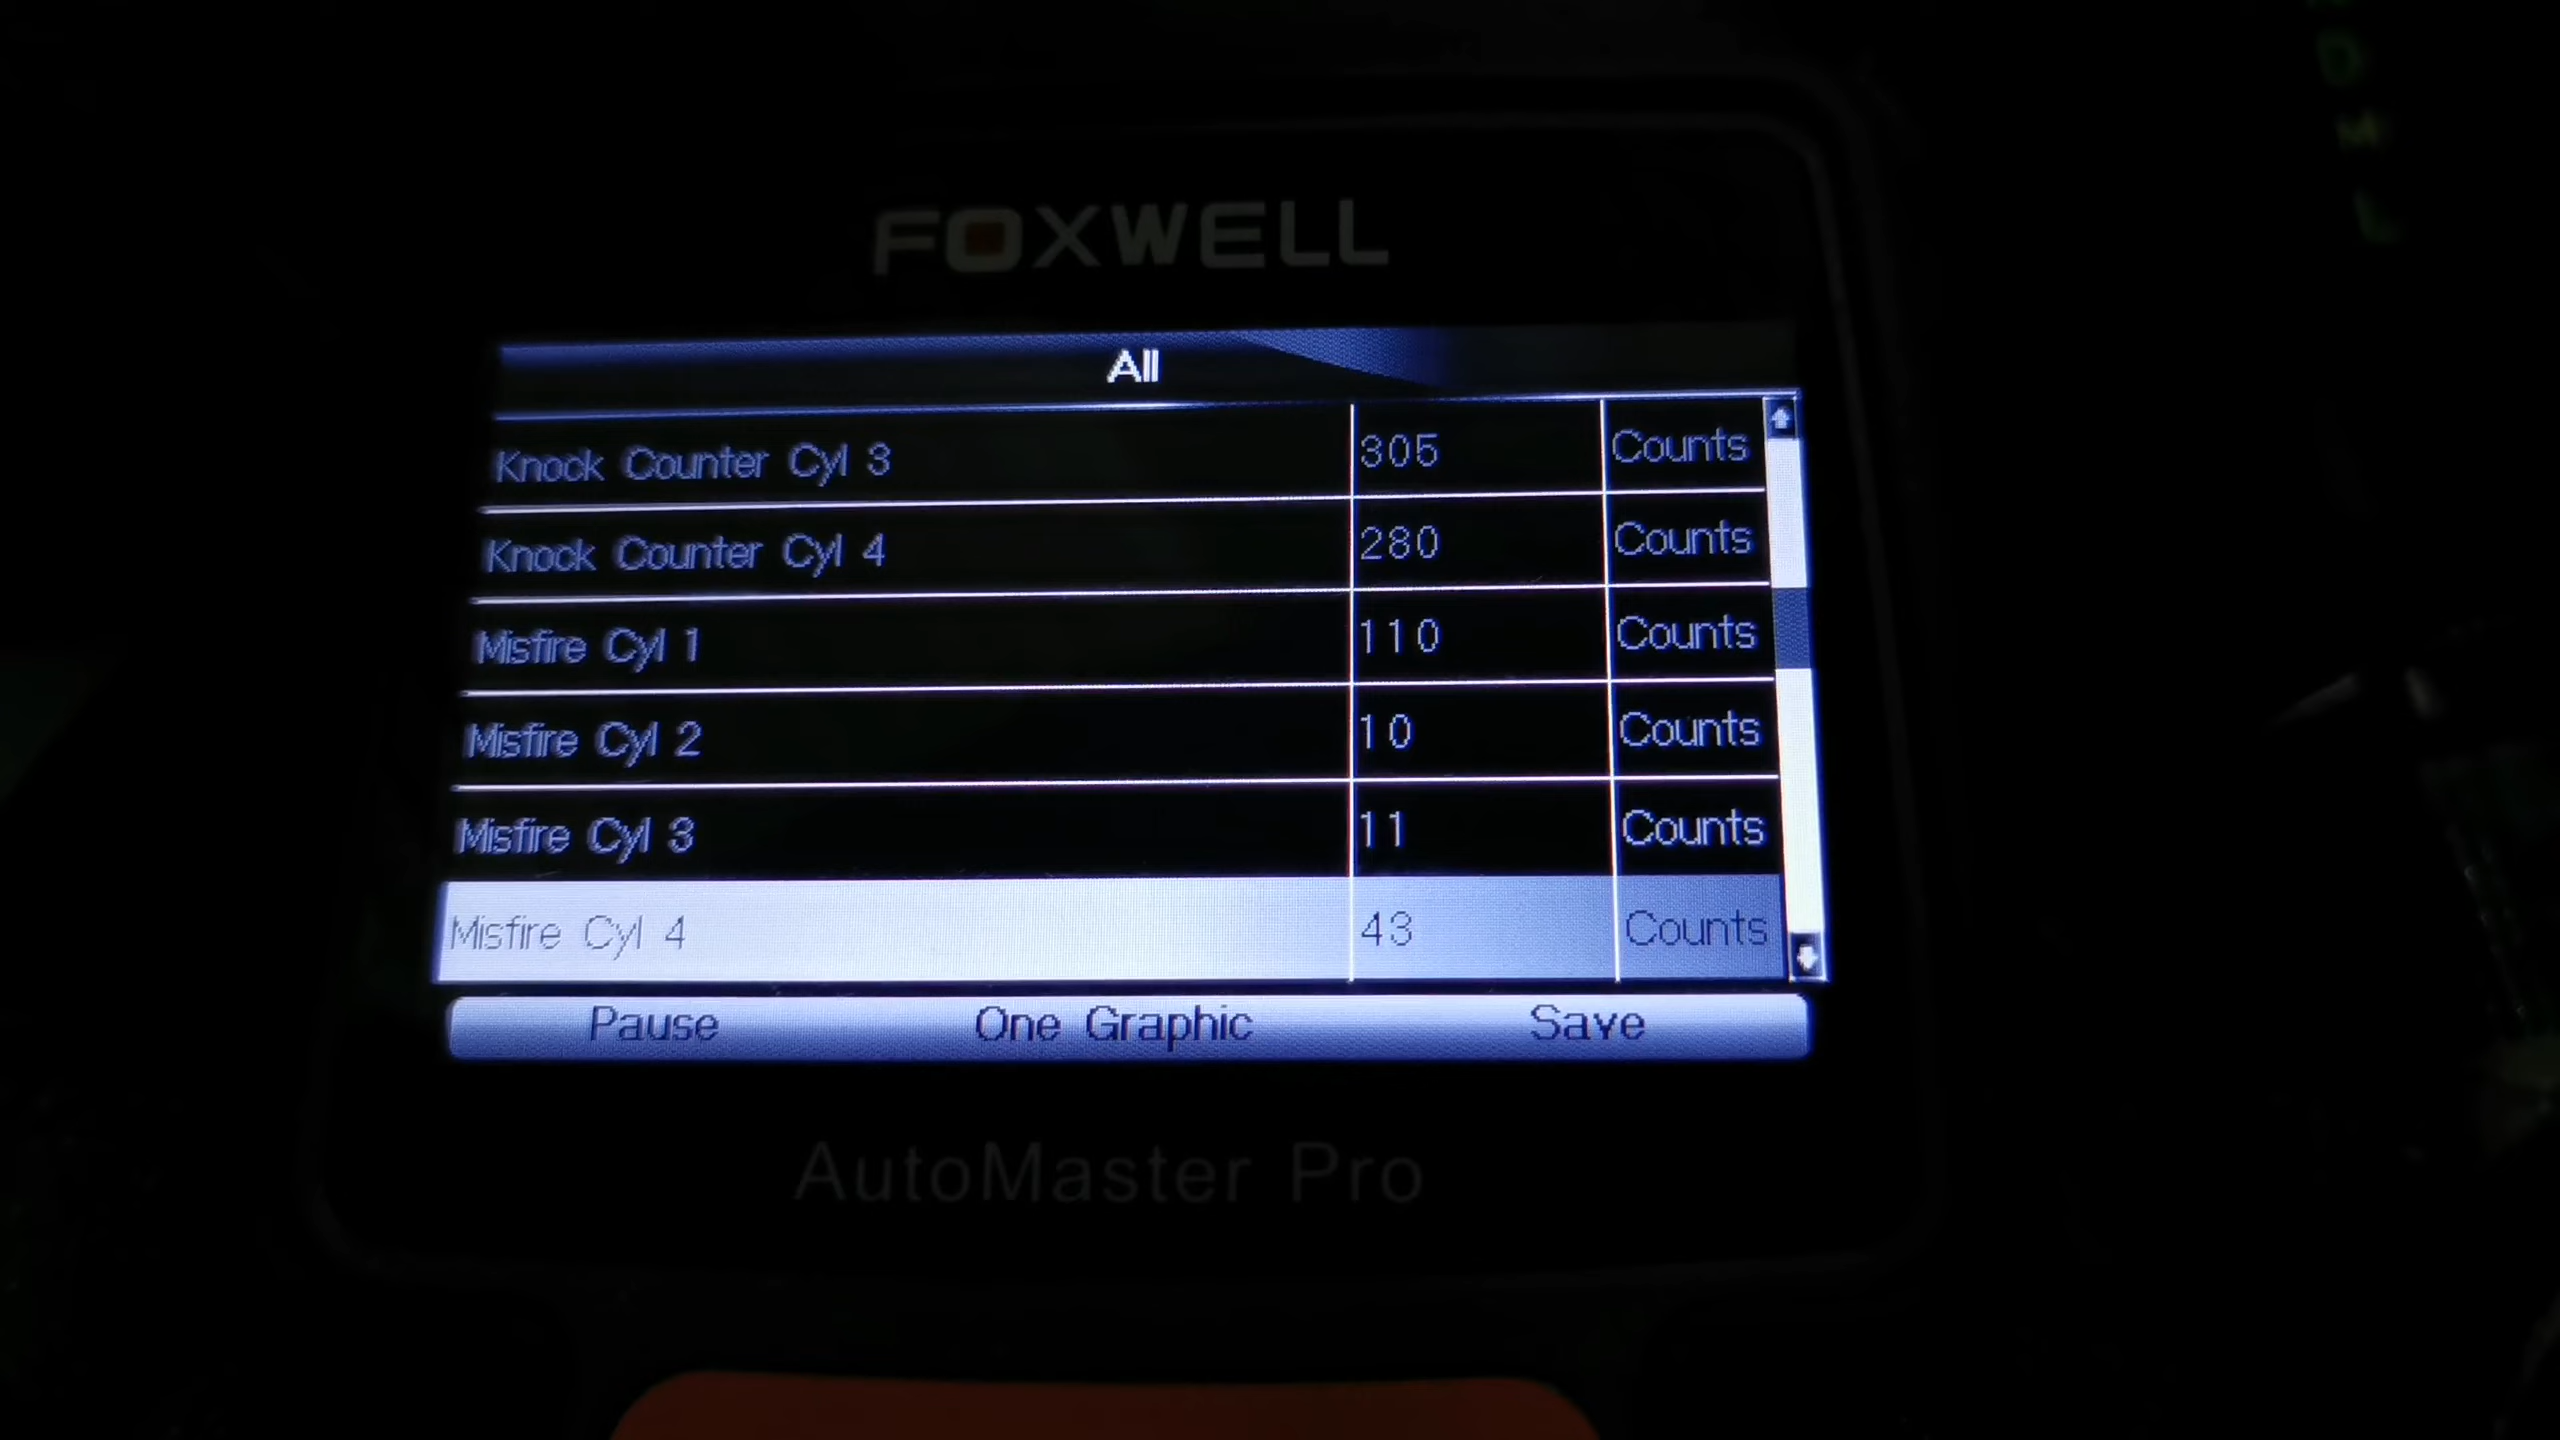 FOXWELL
All
Knock Counter Cyl 3 305 Counts
Knock Counter Cyl 4 280 Counts
Misfire Cyl 1 110 Counts
Misfire Cyl 2 10 Counts
Misfire Cyl 3 11 Counts
Misfire Cyl 4 43 Counts
Pause One Graphic Save
AutoMaster Pro